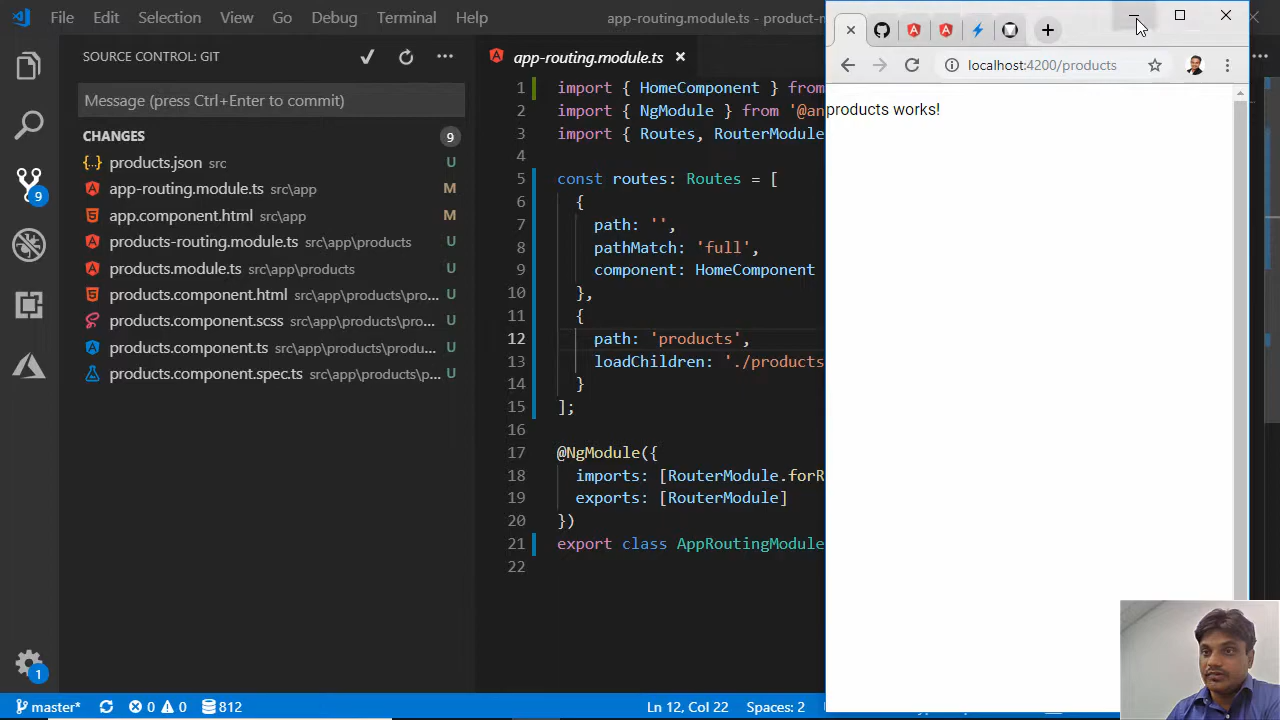 File Edit Selection View Go Debug Terminal Help
app-routing.module.ts - product-m
SOURCE CONTROL: GIT
Message (press Ctrl+Enter to commit)
CHANGES 9
products.json src U
app-routing.module.ts src\app M
app.component.html src\app M
products-routing.module.ts src\app\products U
products.module.ts src\app\products U
products.component.html src\app\products\pro... U
products.component.scss src\app\products\pro... U
products.component.ts src\app\products\produ... U
products.component.spec.ts src\app\products\p... U
9
1
app-routing.module.ts
1 import { HomeComponent } from
2 import { NgModule } from '@an
3 import { Routes, RouterModule
4
5 const routes: Routes = [
6 {
7 path: '',
8 pathMatch: 'full',
9 component: HomeComponent
10 },
11 {
12 path: 'products',
13 loadChildren: './products
14 }
15 ];
16
17 @NgModule({
18 imports: [RouterModule.forR
19 exports: [RouterModule]
20 })
21 export class AppRoutingModule
22
localhost:4200/products
products works!
master* 0 0 812 Ln 12, Col 22 Spaces: 2